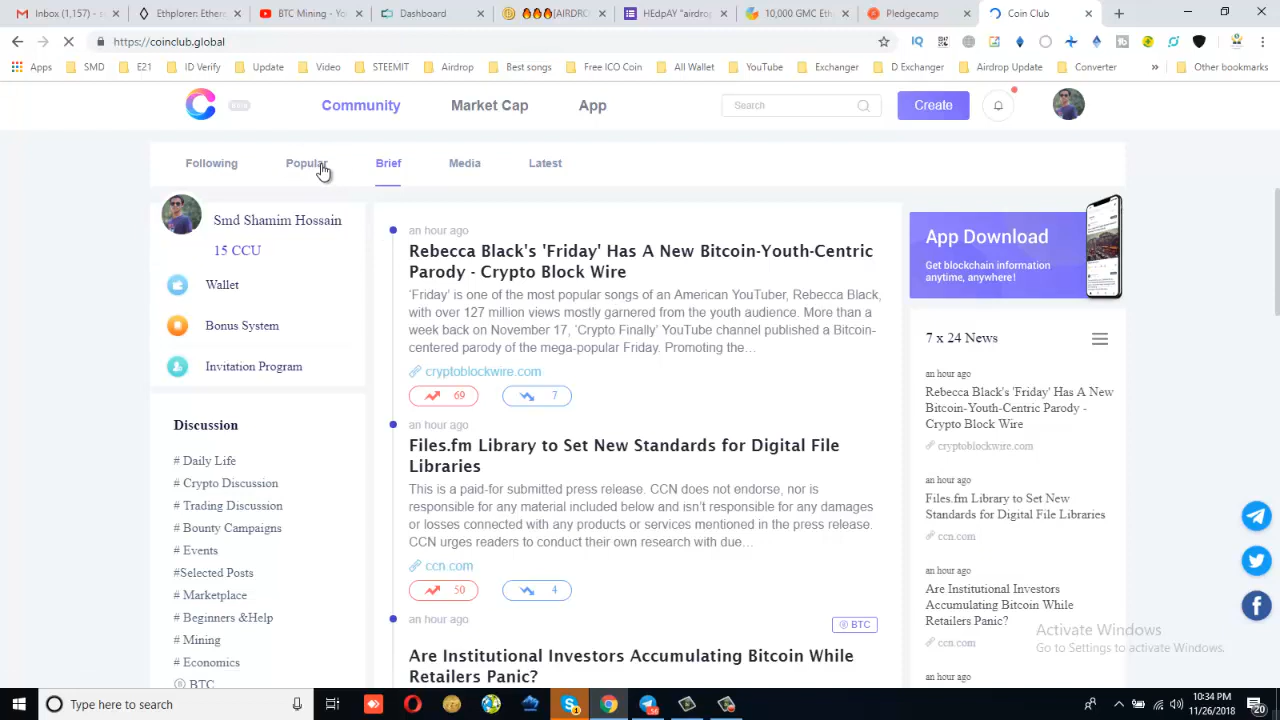 Gmail
Ethplorer: Etherr
BTC Mining - Yo
Dashboard
(AIRDRO
HEdpAY "airdrop
10,000 GMC Eth
Pledgecamp
Coin Club
https://coinclub.global
Apps
SMD
E21
ID Verify
Update
Video
STEEMIT
Airdrop
Best songs
Free ICO Coin
All Wallet
YouTube
Exchanger
D Exchanger
Airdrop Update
Converter
»
Other bookmarks
Community
Market Cap
App
Search
Create
Following
Popular
Brief
Media
Latest
Smd Shamim Hossain
15 CCU
Wallet
Bonus System
Invitation Program
Discussion
# Daily Life
# Crypto Discussion
# Trading Discussion
# Bounty Campaigns
# Events
#Selected Posts
# Marketplace
# Beginners &Help
# Mining
# Economics
BTC
an hour ago
Rebecca Black's 'Friday' Has A New Bitcoin-Youth-Centric
Parody - Crypto Block Wire
‘Friday’ is one of the most popular songs of an American YouTuber, Rebecca Black,
with over 127 million views mostly garnered from the youth audience. More than a
week back on November 17, ‘Crypto Finally’ YouTube channel published a Bitcoin-
centered parody of the mega-popular Friday. Promoting the…
cryptoblockwire.com
69
7
an hour ago
Files.fm Library to Set New Standards for Digital File
Libraries
This is a paid-for submitted press release. CCN does not endorse, nor is
responsible for any material included below and isn’t responsible for any damages
or losses connected with any products or services mentioned in the press release.
CCN urges readers to conduct their own research with due…
ccn.com
50
4
an hour ago
BTC
Are Institutional Investors Accumulating Bitcoin While
Retailers Panic?
App Download
Get blockchain information
anytime, anywhere!
7 x 24 News
an hour ago
Rebecca Black's 'Friday' Has A New
Bitcoin-Youth-Centric Parody -
Crypto Block Wire
cryptoblockwire.com
an hour ago
Files.fm Library to Set New
Standards for Digital File Libraries
ccn.com
an hour ago
Are Institutional Investors
Accumulating Bitcoin While
Retailers Panic?
ccn.com
an hour ago
Activate Windows
Go to Settings to activate Windows.
Type here to search
10:34 PM
11/26/2018
20